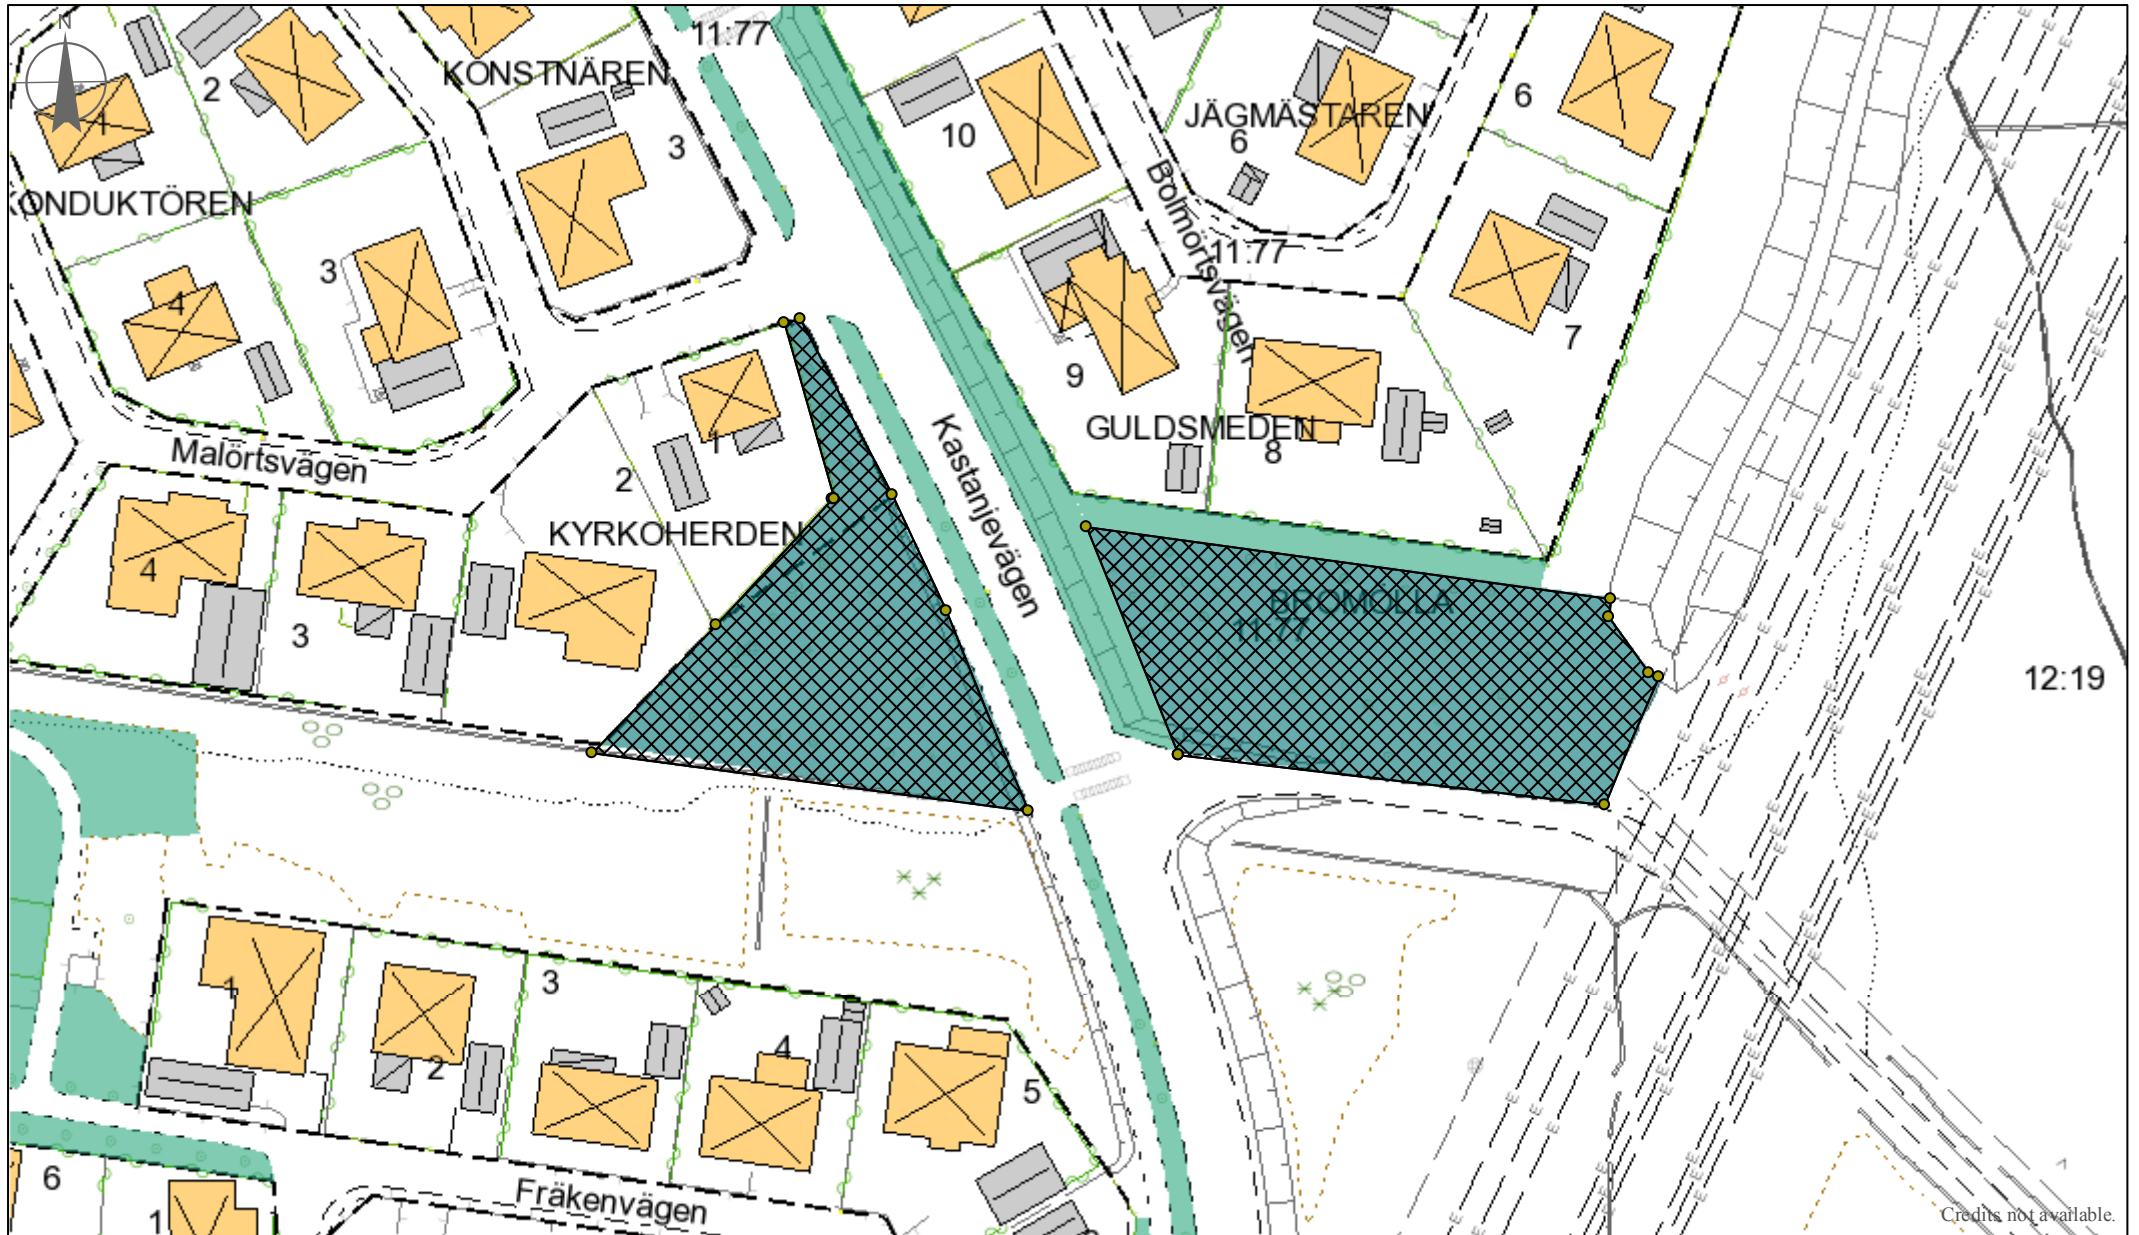 N
11:77
KONSTNÄREN
2
3
4
6
10
JÄGMÄSTAREN
6
KONDUKTÖREN
Bolmörtsvägen
11:77
3
4
7
9
8
GULDSMEDEN
Kastanjevägen
1
2
Malörtsvägen
KYRKOHERDEN
4
3
BROMÖLLA
11:77
12:19
1
2
3
4
5
6
1
Fräkenvägen
Credits not available.